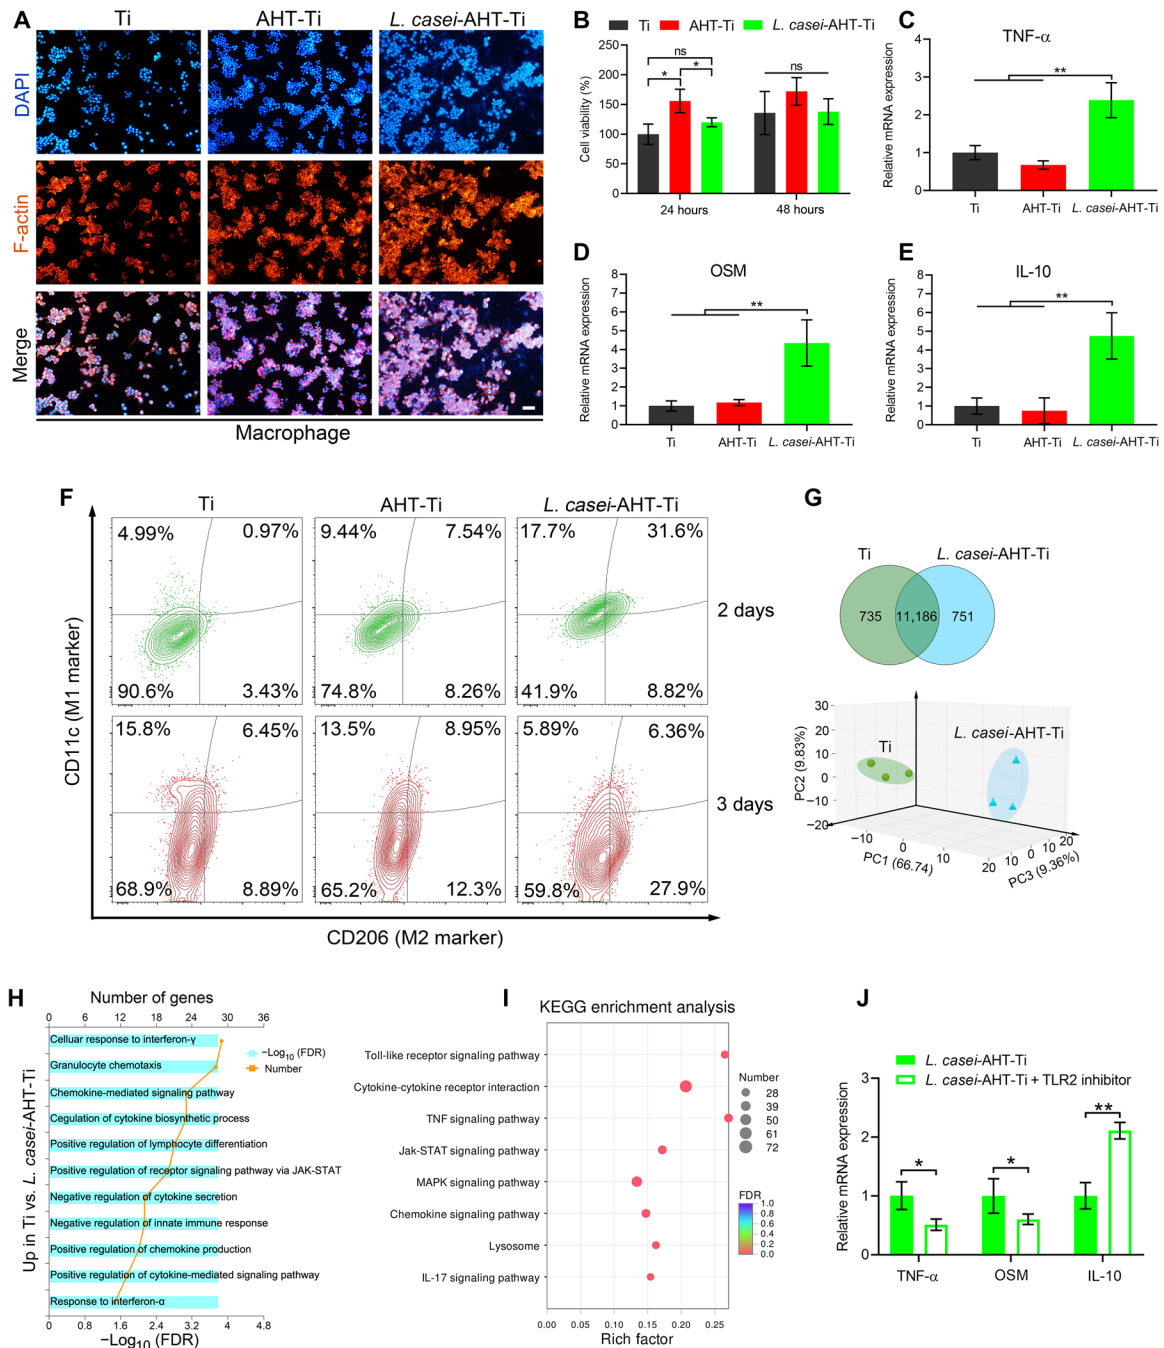 A
Ti
AHT-Ti
L. casei-AHT-Ti
DAPI
F-actin
Merge
Macrophage
B
Ti
AHT-Ti
L. casei-AHT-Ti
Cell viability (%)
250
200
150
100
50
0
ns
*
*
ns
24 hours
48 hours
C
TNF-α
Relative mRNA expression
4
3
2
1
0
**
Ti
AHT-Ti
L. casei-AHT-Ti
D
OSM
Relative mRNA expression
8
7
6
5
4
3
2
1
0
**
Ti
AHT-Ti
L. casei-AHT-Ti
E
IL-10
Relative mRNA expression
8
7
6
5
4
3
2
1
0
**
Ti
AHT-Ti
L. casei-AHT-Ti
F
Ti
AHT-Ti
L. casei-AHT-Ti
4.99%
0.97%
9.44%
7.54%
17.7%
31.6%
2 days
90.6%
3.43%
74.8%
8.26%
41.9%
8.82%
15.8%
6.45%
13.5%
8.95%
5.89%
6.36%
3 days
68.9%
8.89%
65.2%
12.3%
59.8%
27.9%
CD11c (M1 marker)
CD206 (M2 marker)
G
Ti
L. casei-AHT-Ti
735
11,186
751
30
20
10
0
−10
−20
PC2 (9.83%)
Ti
L. casei-AHT-Ti
−10
0
10
20
PC1 (66.74)
10
0
10
20
PC3 (9.36%)
H
Number of genes
0 6 12 18 24 30 36
Up in Ti vs. L. casei-AHT-Ti
Celluar response to interferon-γ
Granulocyte chemotaxis
Chemokine-mediated signaling pathway
Cegulation of cytokine biosynthetic process
Positive regulation of lymphocyte differentiation
Positive regulation of receptor signaling pathway via JAK-STAT
Negative regulation of cytokine secretion
Negative regulation of innate immune response
Positive regulation of chemokine production
Positive regulation of cytokine-mediated signaling pathway
Response to interferon-α
−Log10 (FDR)
Number
0 0.8 1.6 2.4 3.2 4 4.8
−Log10 (FDR)
I
KEGG enrichment analysis
Toll-like receptor signaling pathway
Cytokine-cytokine receptor interaction
TNF signaling pathway
Jak-STAT signaling pathway
MAPK signaling pathway
Chemokine signaling pathway
Lysosome
IL-17 signaling pathway
0.00 0.05 0.10 0.15 0.20 0.25
Rich factor
Number
28
39
50
61
72
FDR
1.0
0.8
0.6
0.4
0.2
0.0
J
L. casei-AHT-Ti
L. casei-AHT-Ti + TLR2 inhibitor
Relative mRNA expression
3
2
1
0
*
*
**
TNF-α
OSM
IL-10